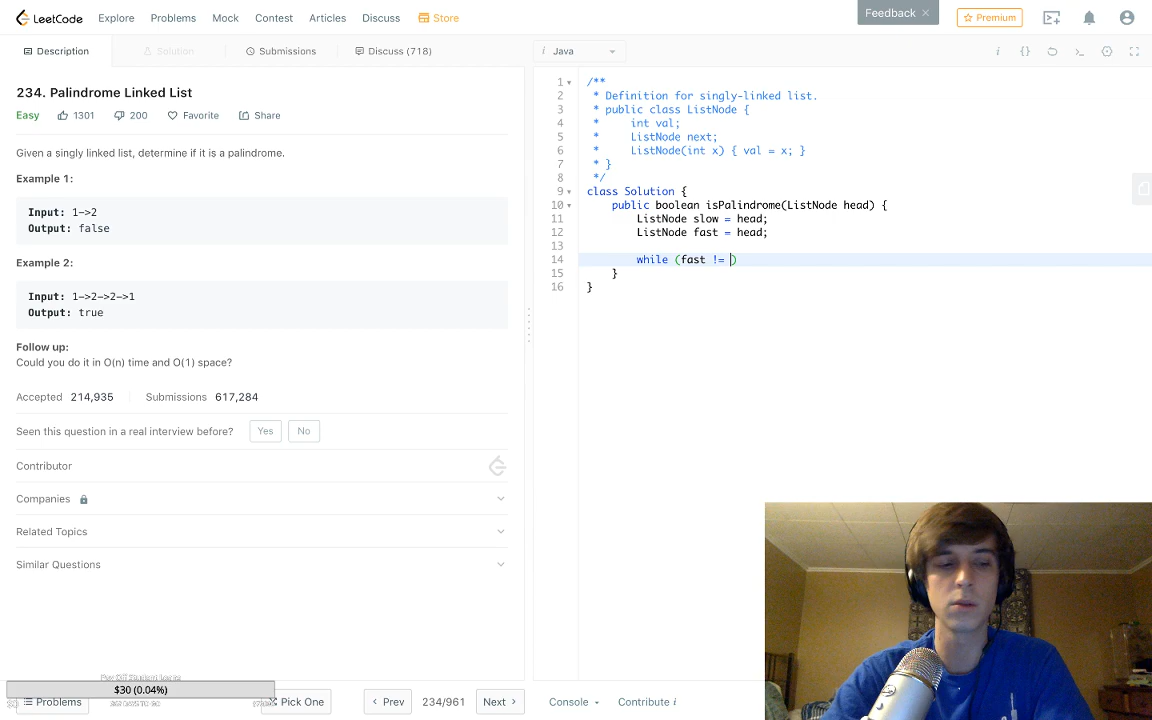 LeetCode Explore Problems Mock Contest Articles Discuss Store Feedback × Premium
Description Solution Submissions Discuss (718) i Java
234. Palindrome Linked List
Easy 1301 200 Favorite Share
Given a singly linked list, determine if it is a palindrome.
Example 1:
Input: 1->2
Output: false
Example 2:
Input: 1->2->2->1
Output: true
Follow up:
Could you do it in O(n) time and O(1) space?
Accepted 214,935 Submissions 617,284
Seen this question in a real interview before? Yes No
Contributor
Companies
Related Topics
Similar Questions
$30 (0.04%)
Problems Pick One < Prev 234/961 Next >
1 /**
2 * Definition for singly-linked list.
3 * public class ListNode {
4 * int val;
5 * ListNode next;
6 * ListNode(int x) { val = x; }
7 * }
8 */
9 class Solution {
10 public boolean isPalindrome(ListNode head) {
11 ListNode slow = head;
12 ListNode fast = head;
13
14 while (fast != )
15 }
16 }
Console Contribute i